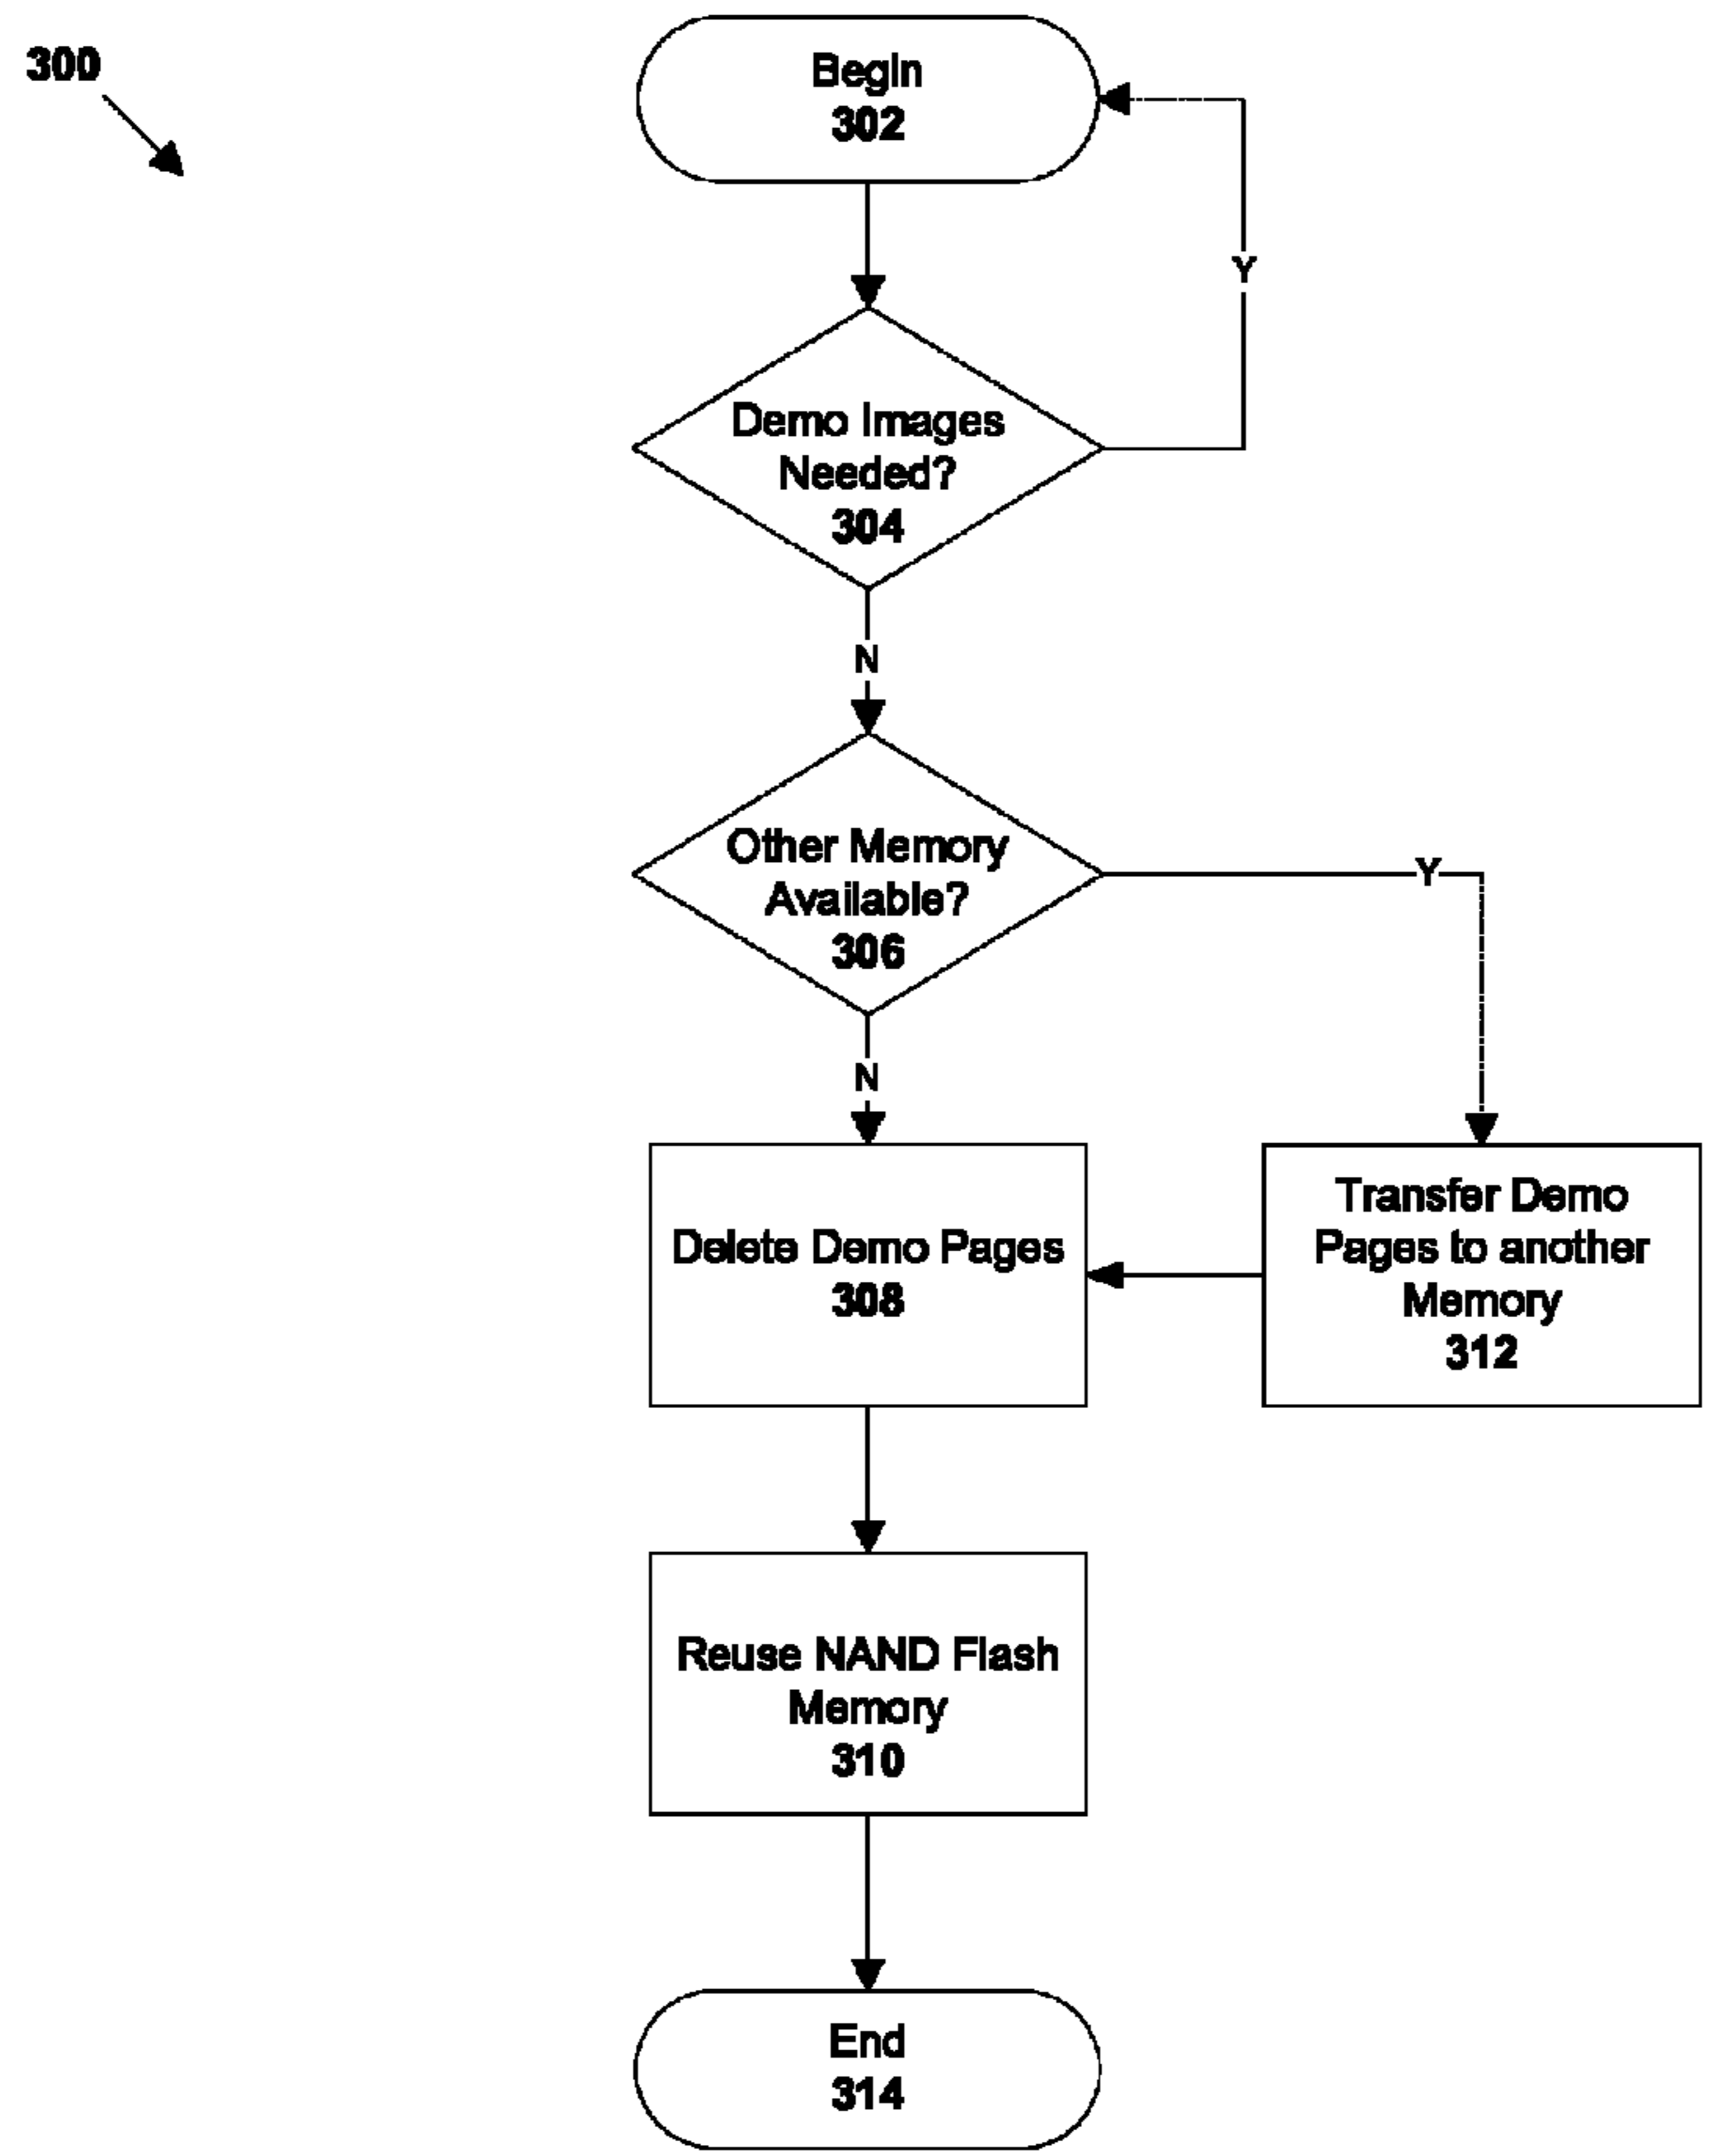 300
Begin
302
Y
Demo Images
Needed?
304
N
Other Memory
Available?
306
Y
N
Delete Demo Pages
308
Transfer Demo
Pages to another
Memory
312
Reuse NAND Flash
Memory
310
End
314